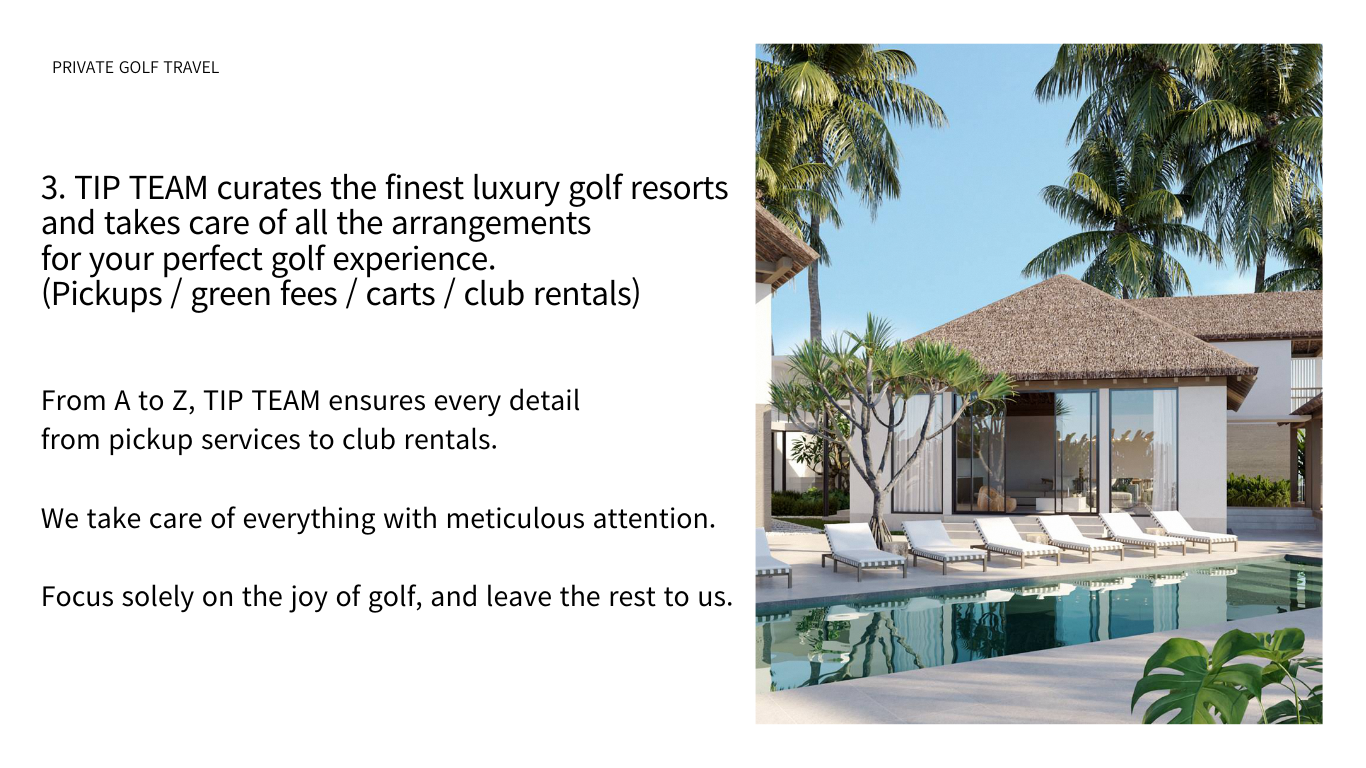 PRIVATE GOLF TRAVEL
3. TIP TEAM curates the finest luxury golf resorts
and takes care of all the arrangements
for your perfect golf experience.
(Pickups / green fees / carts / club rentals)
From A to Z, TIP TEAM ensures every detail
from pickup services to club rentals.
We take care of everything with meticulous attention.
Focus solely on the joy of golf, and leave the rest to us.